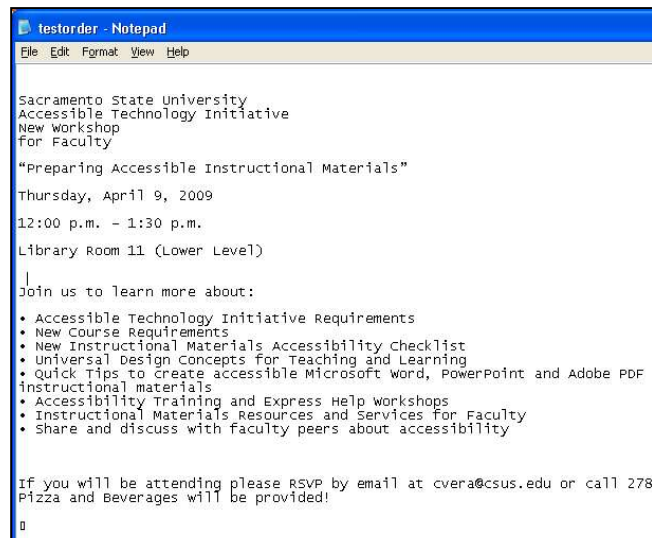 testorder - Notepad
File Edit Format View Help
Sacramento State University
Accessible Technology Initiative
New Workshop
for Faculty
“Preparing Accessible Instructional Materials”
Thursday, April 9, 2009
12:00 p.m. – 1:30 p.m.
Library Room 11 (Lower Level)
Join us to learn more about:
• Accessible Technology Initiative Requirements
• New Course Requirements
• New Instructional Materials Accessibility Checklist
• Universal Design Concepts for Teaching and Learning
• Quick Tips to create accessible Microsoft Word, PowerPoint and Adobe PDF
instructional materials
• Accessibility Training and Express Help Workshops
• Instructional Materials Resources and Services for Faculty
• Share and discuss with faculty peers about accessibility
If you will be attending please RSVP by email at cvera@csus.edu or call 278
Pizza and Beverages will be provided!